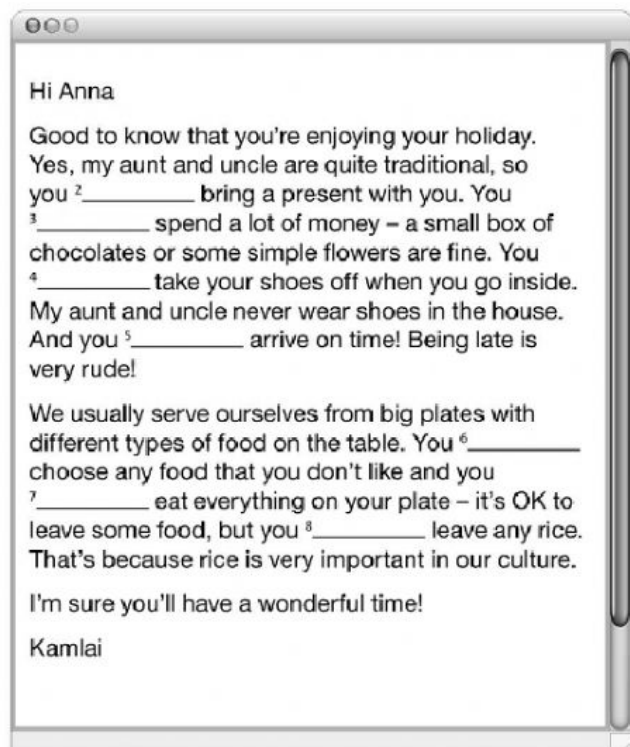 Hi Anna
Good to know that you're enjoying your holiday.
Yes, my aunt and uncle are quite traditional, so
you ²_________ bring a present with you. You
³_________ spend a lot of money – a small box of
chocolates or some simple flowers are fine. You
⁴_________ take your shoes off when you go inside.
My aunt and uncle never wear shoes in the house.
And you ⁵_________ arrive on time! Being late is
very rude!
We usually serve ourselves from big plates with
different types of food on the table. You ⁶_________
choose any food that you don't like and you
⁷_________ eat everything on your plate – it's OK to
leave some food, but you ⁸_________ leave any rice.
That's because rice is very important in our culture.
I'm sure you'll have a wonderful time!
Kamlai